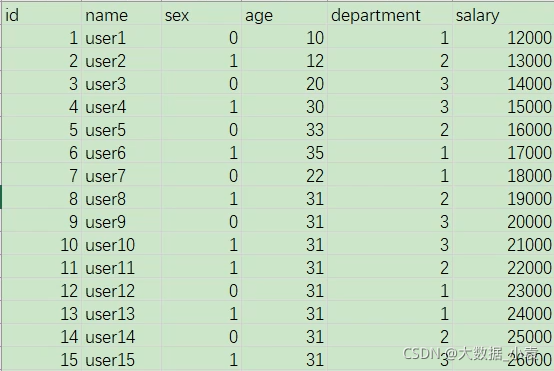 id name sex age department salary
1 user1 0 10 1 12000
2 user2 1 12 2 13000
3 user3 0 20 3 14000
4 user4 1 30 3 15000
5 user5 0 33 2 16000
6 user6 1 35 1 17000
7 user7 0 22 1 18000
8 user8 1 31 2 19000
9 user9 0 31 3 20000
10 user10 1 31 3 21000
11 user11 1 31 2 22000
12 user12 0 31 1 23000
13 user13 1 31 1 24000
14 user14 0 31 2 25000
15 user15 1 31 3 26000
CSDN @大数据_小青